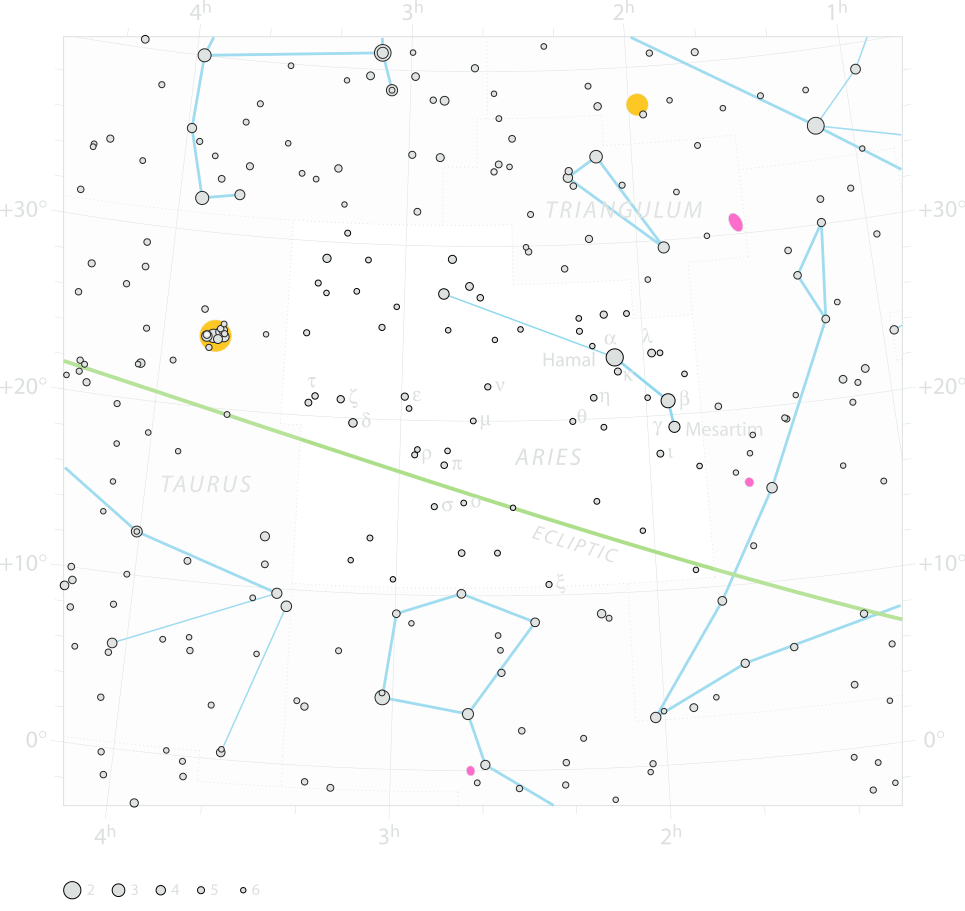 4h 3h 2h 1h
+30° TRIANGULUM +30°
α λ
Hamal κ
+20° τ ζ ε ν η β +20°
δ μ θ γ Mesartim
ρ π ARIES ι
TAURUS
σ ο
ECLIPTIC
+10° ξ +10°
0° 0°
4h 3h 2h
2 3 4 5 6